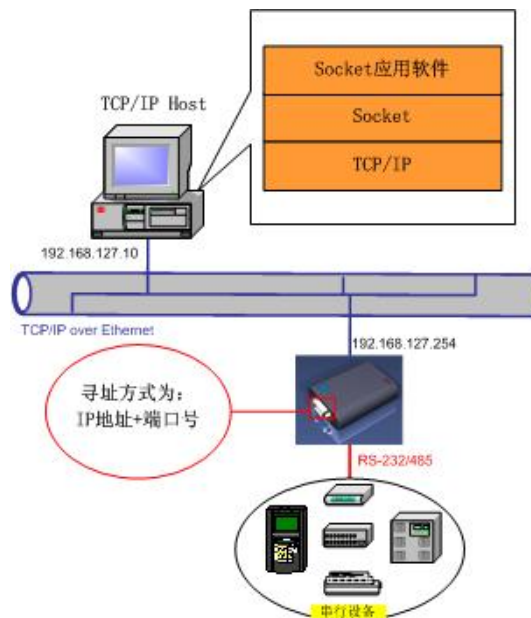 Socket应用软件
Socket
TCP/IP
TCP/IP Host
192.168.127.10
TCP/IP over Ethernet
192.168.127.254
寻址方式为：
IP地址+端口号
RS-232/485
串行设备